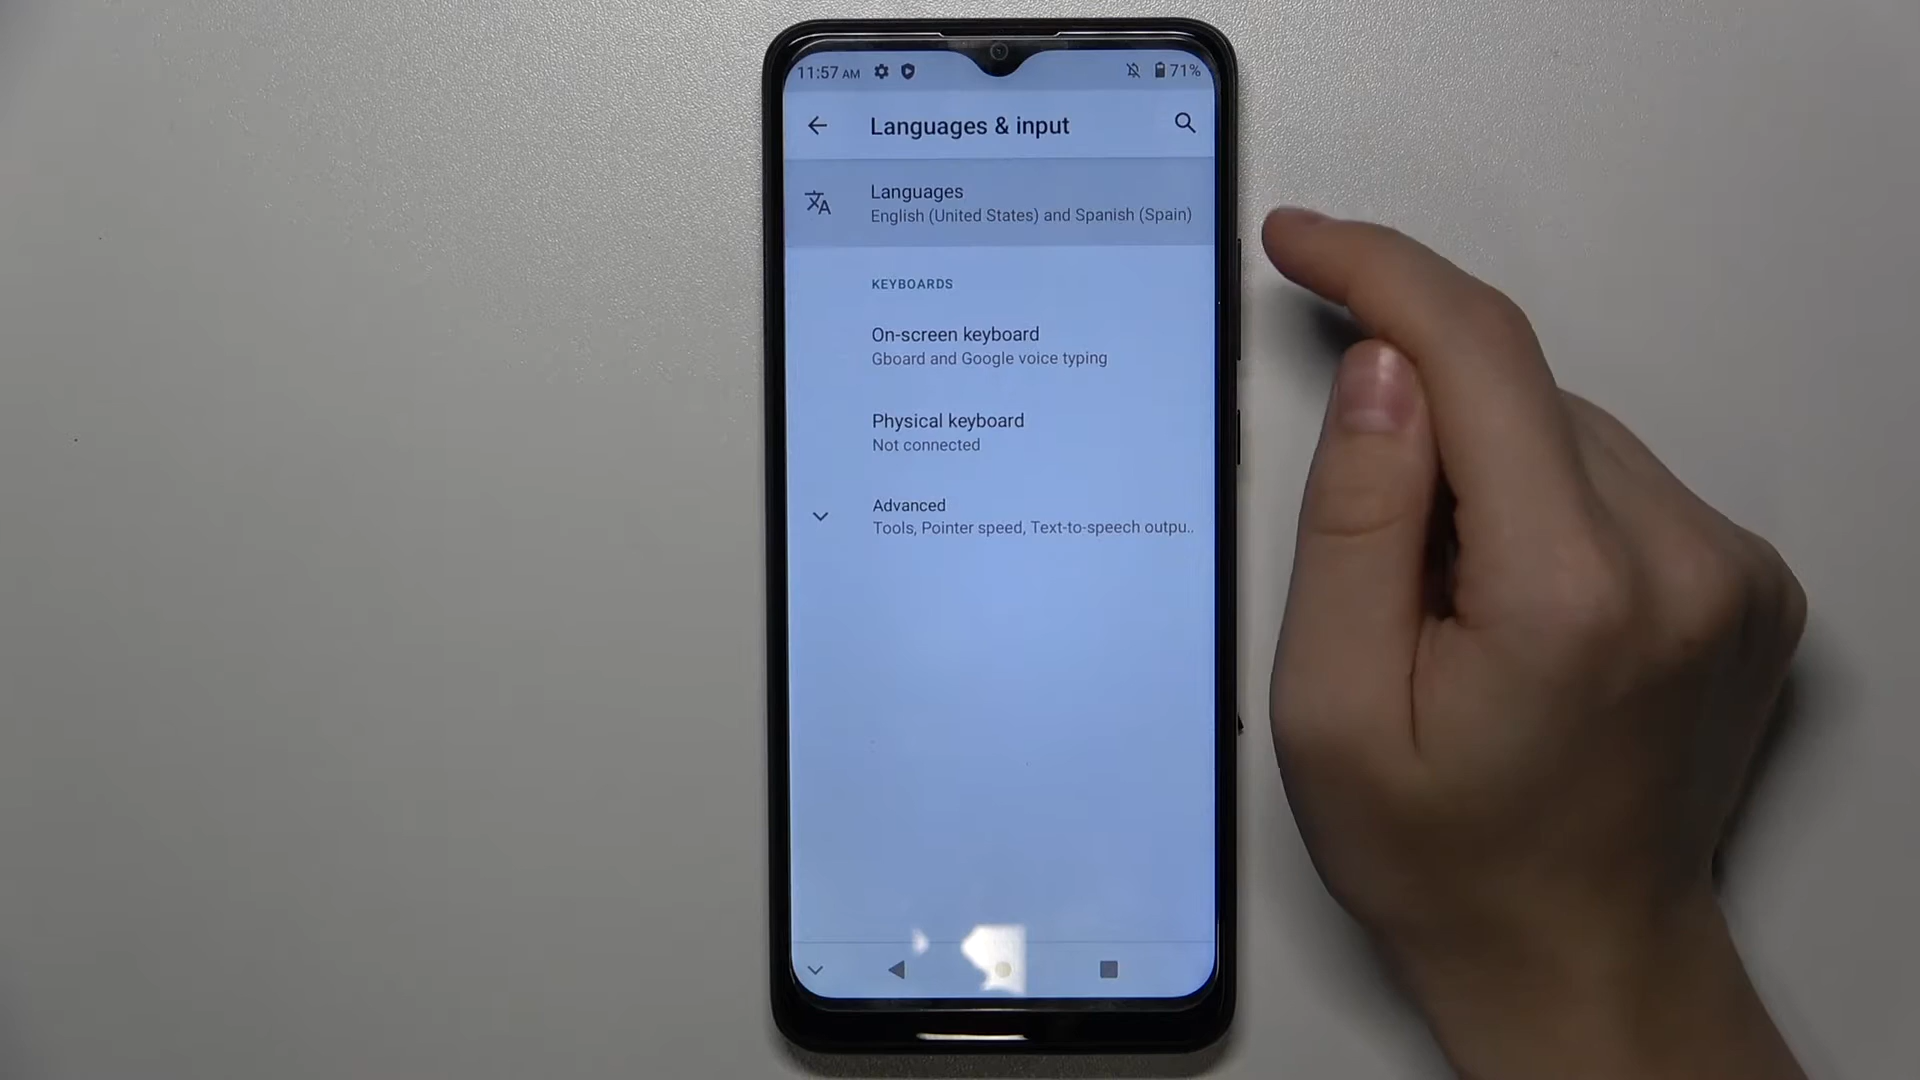 11:57 AM 71%
Languages & input
Languages
English (United States) and Spanish (Spain)
KEYBOARDS
On-screen keyboard
Gboard and Google voice typing
Physical keyboard
Not connected
Advanced
Tools, Pointer speed, Text-to-speech outpu..